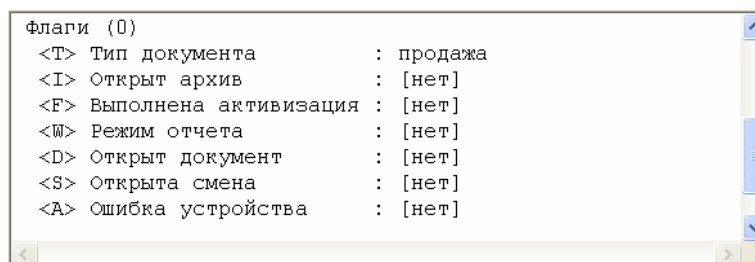 Флаги (0)
<T> Тип документа : продажа
<I> Открыт архив : [нет]
<F> Выполнена активизация : [нет]
<W> Режим отчета : [нет]
<D> Открыт документ : [нет]
<S> Открыта смена : [нет]
<A> Ошибка устройства : [нет]